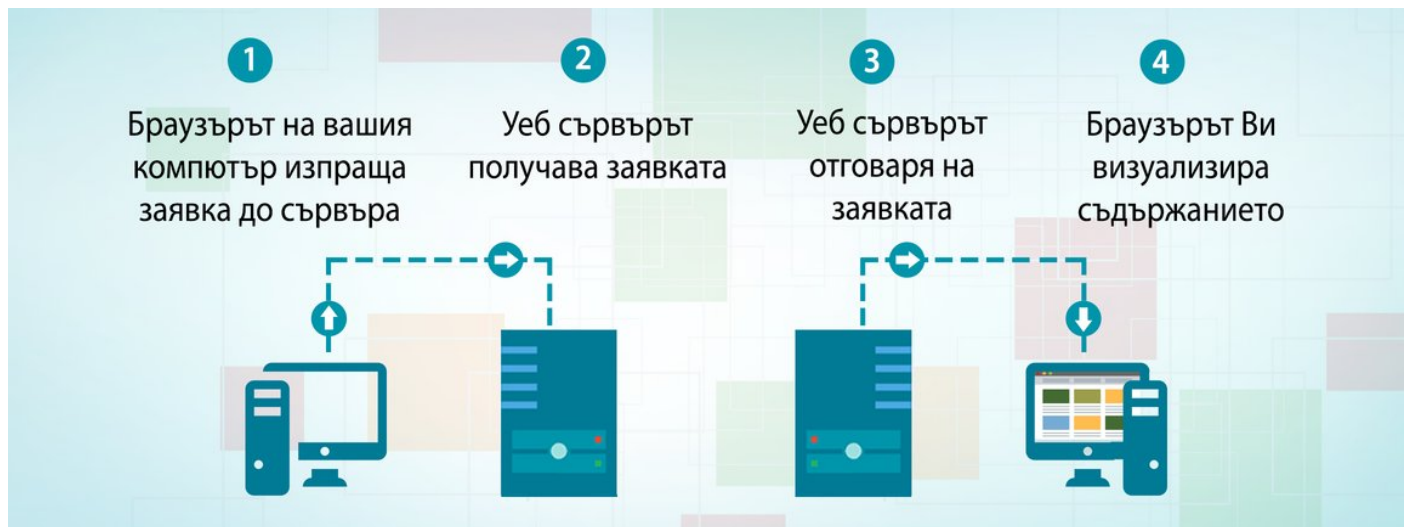 1
Браузърът на вашия
компютър изпраща
заявка до сървъра
2
Уеб сървърът
получава заявката
3
Уеб сървърът
отговаря на
заявката
4
Браузърът Ви
визуализира
съдържанието